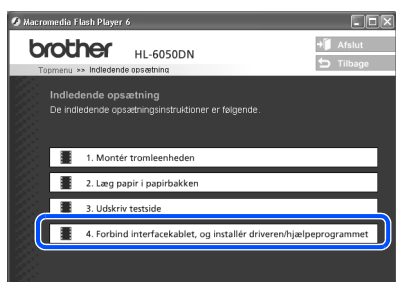 Macromedia Flash Player 6
brother HL-6050DN
Afslut
Topmenu >> Indledende opsætning
Tilbage
Indledende opsætning
De indledende opsætningsinstruktioner er følgende.
1. Montér tromleenheden
2. Læg papir i papirbakken
3. Udskriv testside
4. Forbind interfacekablet, og installér driveren/hjælpeprogrammet